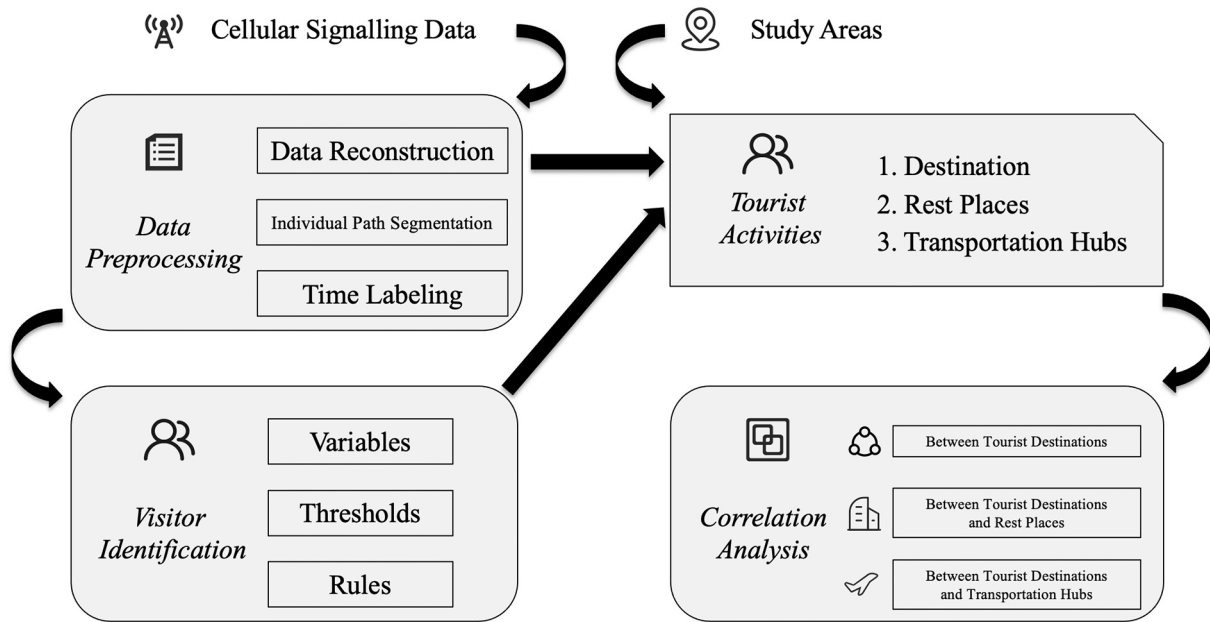 Cellular Signalling Data
Study Areas
Data
Preprocessing
Data Reconstruction
Individual Path Segmentation
Time Labeling
Tourist
Activities
1. Destination
2. Rest Places
3. Transportation Hubs
Visitor
Identification
Variables
Thresholds
Rules
Correlation
Analysis
Between Tourist Destinations
Between Tourist Destinations
and Rest Places
Between Tourist Destinations
and Transportation Hubs